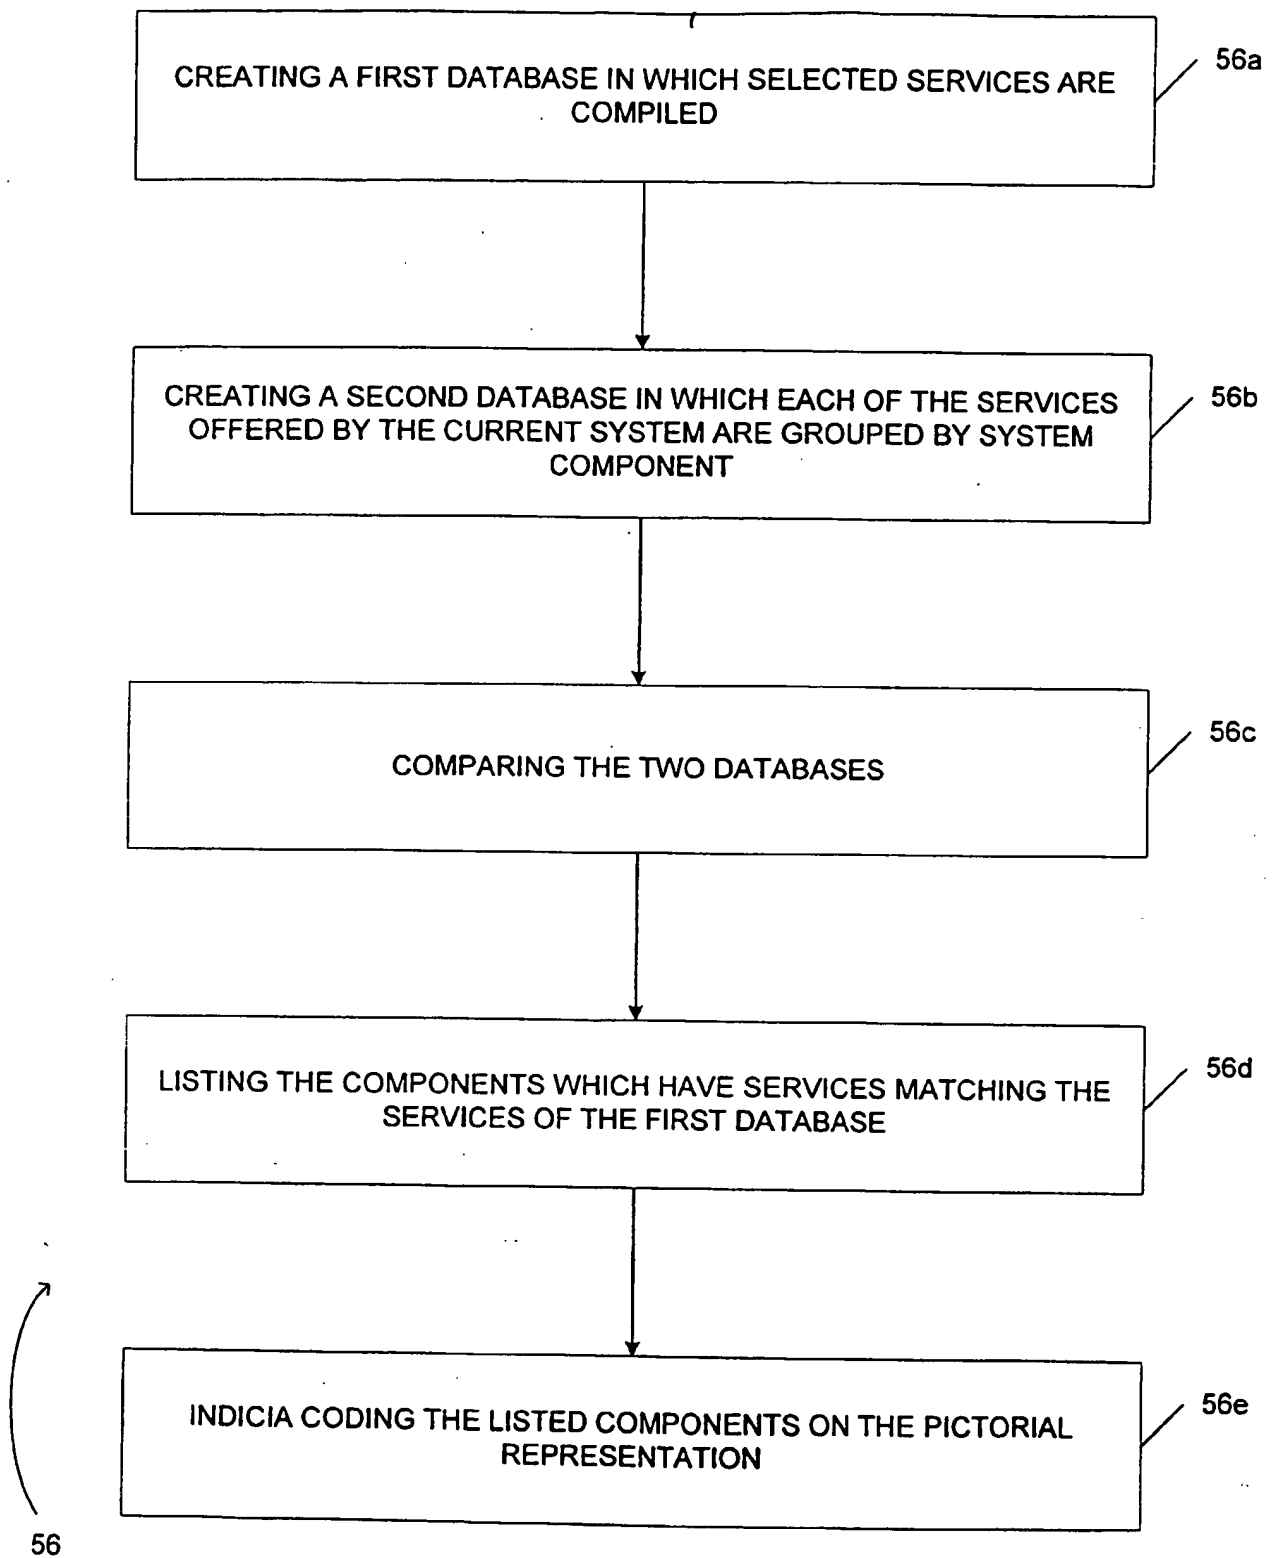 CREATING A FIRST DATABASE IN WHICH SELECTED SERVICES ARE
COMPILED
56a
CREATING A SECOND DATABASE IN WHICH EACH OF THE SERVICES
OFFERED BY THE CURRENT SYSTEM ARE GROUPED BY SYSTEM
COMPONENT
56b
COMPARING THE TWO DATABASES
56c
LISTING THE COMPONENTS WHICH HAVE SERVICES MATCHING THE
SERVICES OF THE FIRST DATABASE
56d
INDICIA CODING THE LISTED COMPONENTS ON THE PICTORIAL
REPRESENTATION
56e
56